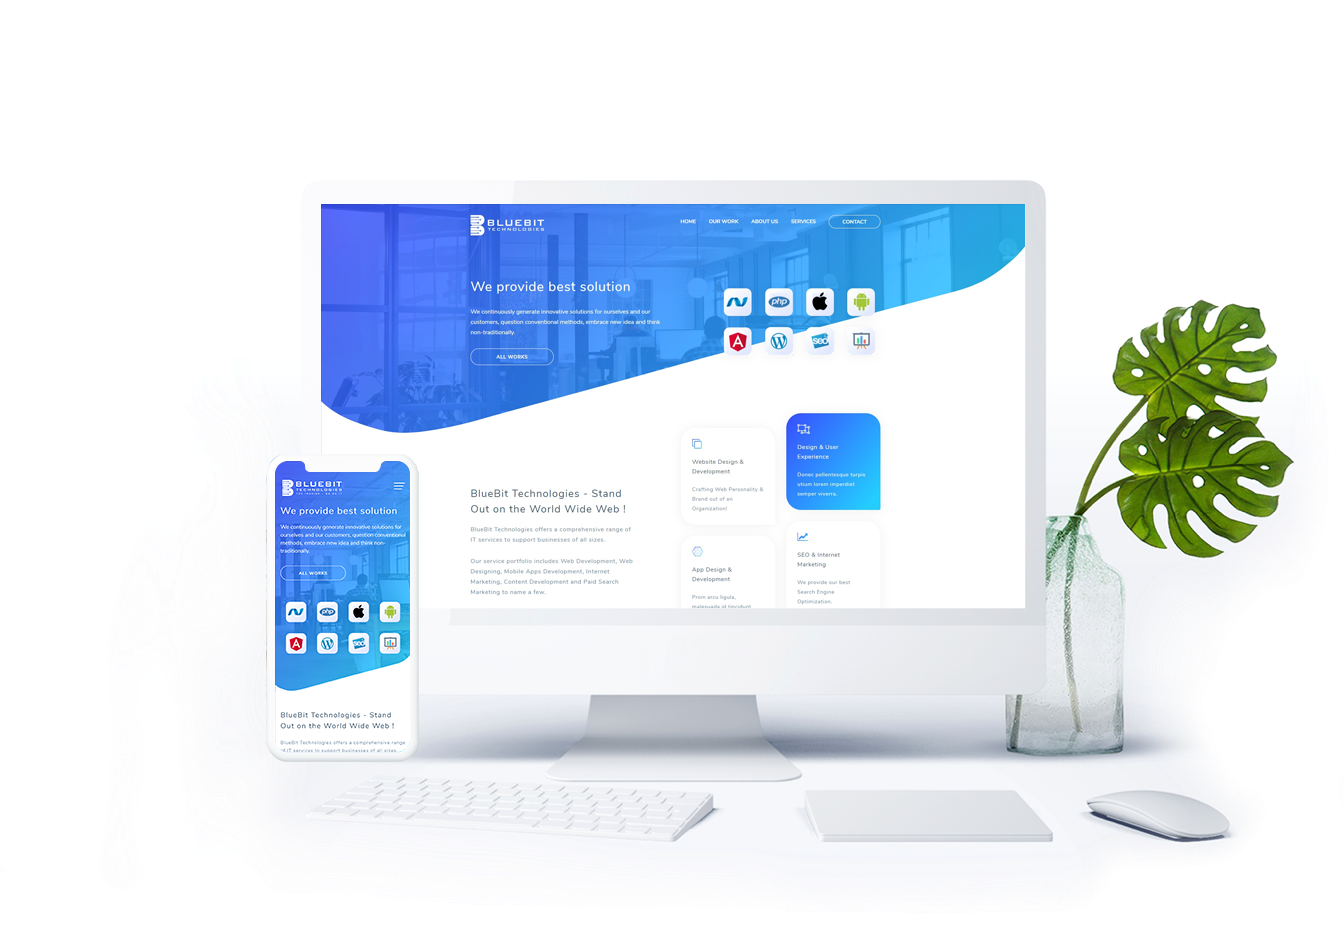 BLUEBIT
TECHNOLOGIES
HOME
OUR WORK
ABOUT US
SERVICES
CONTACT
We provide best solution
We continuously generate innovative solutions for ourselves and our
customers, question conventional methods, embrace new idea and think
non-traditionally.
ALL WORKS
php
A
W
seo
BlueBit Technologies - Stand
Out on the World Wide Web !
BlueBit Technologies offers a comprehensive range of
IT services to support businesses of all sizes.
Our service portfolio includes Web Development, Web
Designing, Mobile Apps Development, Internet
Marketing, Content Development and Paid Search
Marketing to name a few.
Website Design &
Development
Crafting Web Personality &
Brand out of an
Organization!
Design & User
Experience
Donec pellentesque turpis
utium lorem imperdiet
semper viverra.
App Design &
Development
Proin arcu ligula,
malesuada id tincidunt
SEO & Internet
Marketing
We provide our best
Search Engine
Optimization.
BLUEBIT
TECHNOLOGIES
We provide best solution
We continuously generate innovative solutions for
ourselves and our customers, question conventional
methods, embrace new idea and think non-
traditionally.
ALL WORKS
php
A
W
seo
BlueBit Technologies - Stand
Out on the World Wide Web !
BlueBit Technologies offers a comprehensive range
of IT services to support businesses of all sizes.